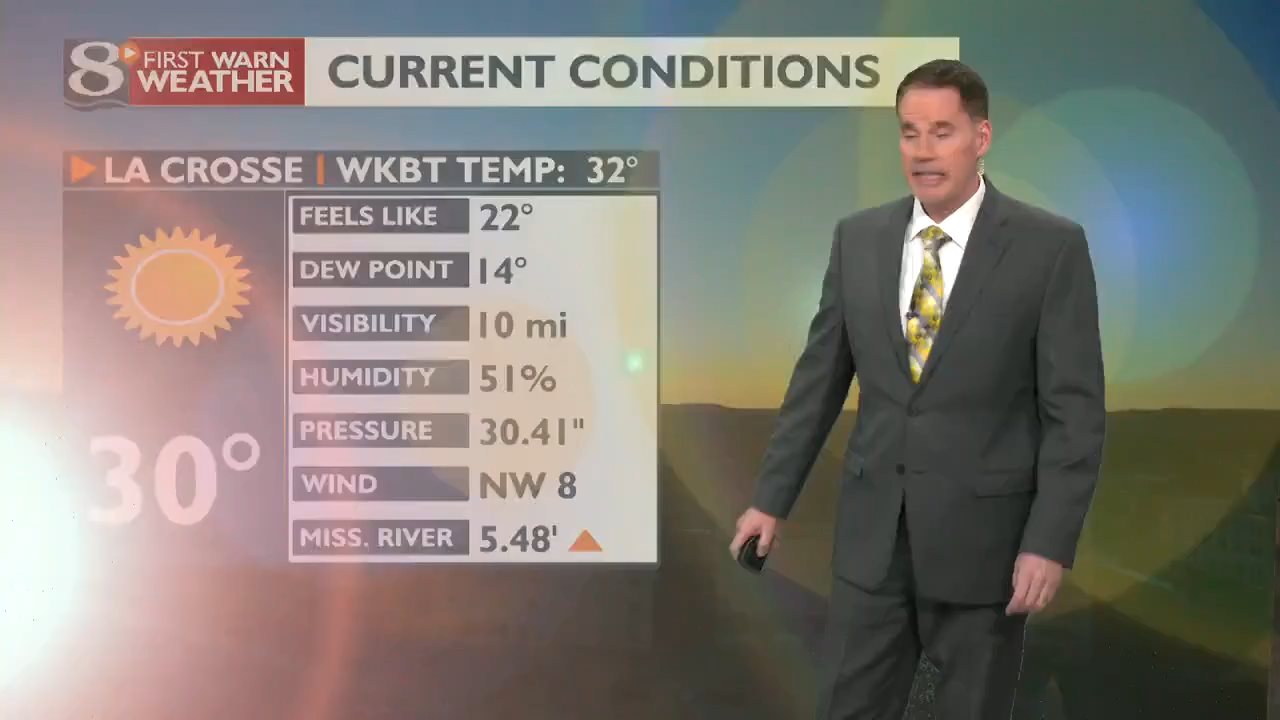 8 FIRST WARN
WEATHER
CURRENT CONDITIONS
LA CROSSE | WKBT TEMP: 32°
FEELS LIKE 22°
DEW POINT 14°
VISIBILITY 10 mi
HUMIDITY 51%
PRESSURE 30.41"
WIND NW 8
MISS. RIVER 5.48'
30°